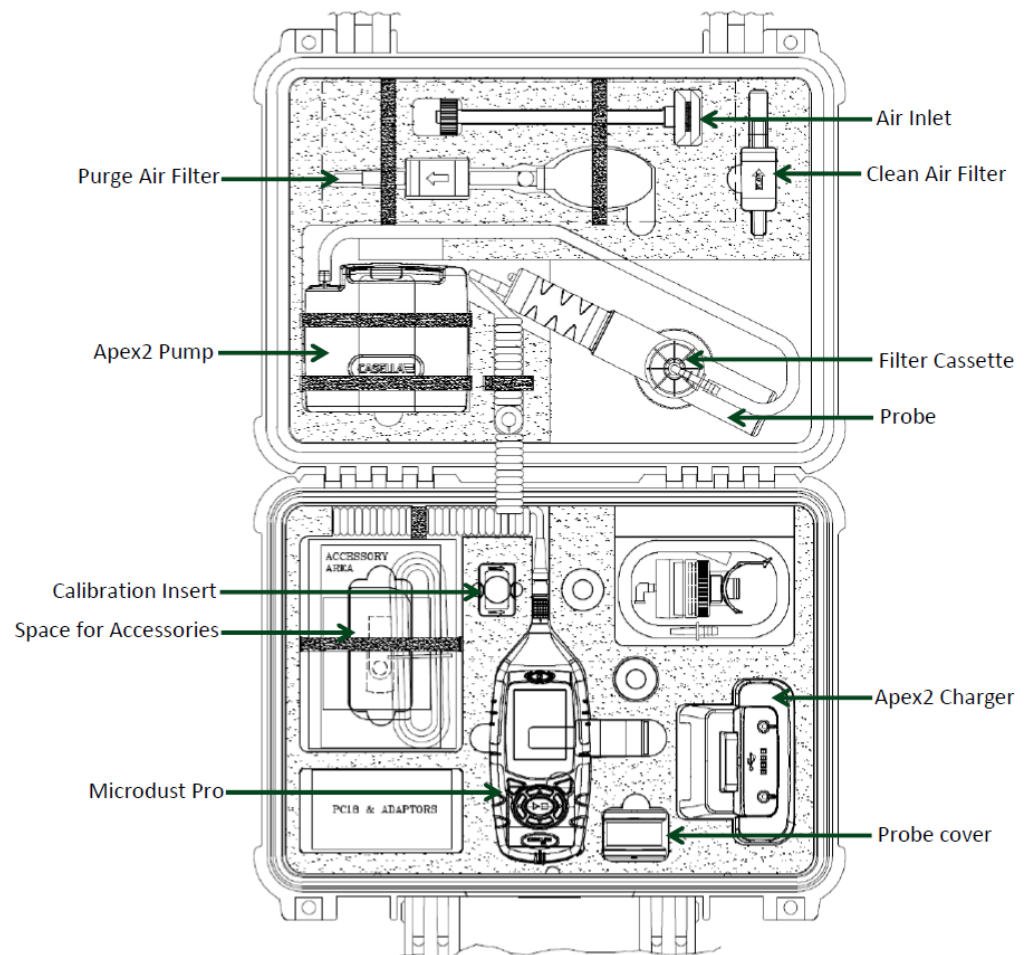 Air Inlet
Purge Air Filter
Clean Air Filter
Apex2 Pump
CASELLA
Filter Cassette
Probe
ACCESSORY
AREA
Calibration Insert
Space for Accessories
Apex2 Charger
Microdust Pro
PC18 & ADAPTORS
Probe cover